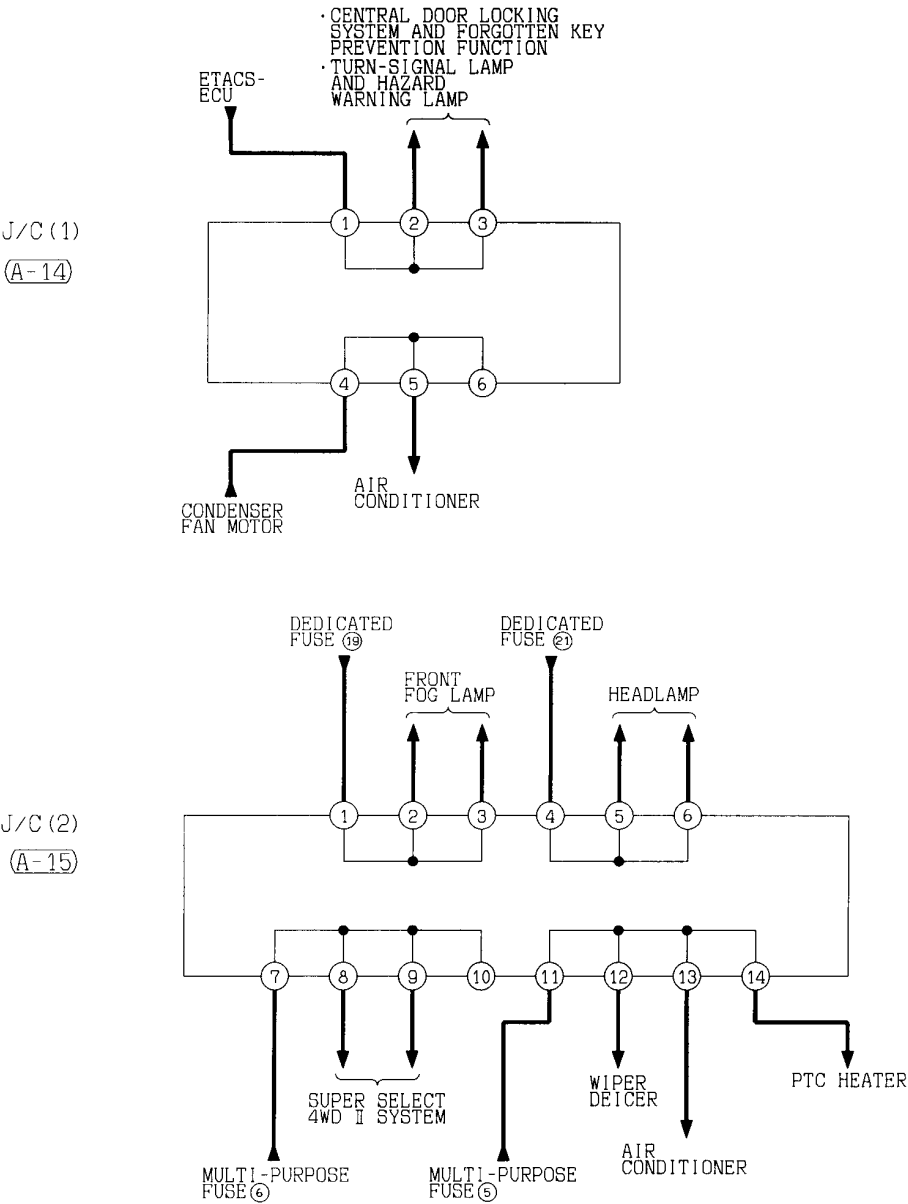 · CENTRAL DOOR LOCKING
SYSTEM AND FORGOTTEN KEY
PREVENTION FUNCTION
· TURN-SIGNAL LAMP
AND HAZARD
WARNING LAMP
ETACS-
ECU
1 2 3
J/C (1)
A-14
4 5 6
AIR
CONDITIONER
CONDENSER
FAN MOTOR
DEDICATED
FUSE ⑲
DEDICATED
FUSE ㉑
FRONT
FOG LAMP
HEADLAMP
1 2 3 4 5 6
J/C (2)
A-15
7 8 9 10 11 12 13 14
SUPER SELECT
4WD Ⅱ SYSTEM
WIPER
DEICER
PTC HEATER
AIR
CONDITIONER
MULTI-PURPOSE
FUSE ⑥
MULTI-PURPOSE
FUSE ⑤